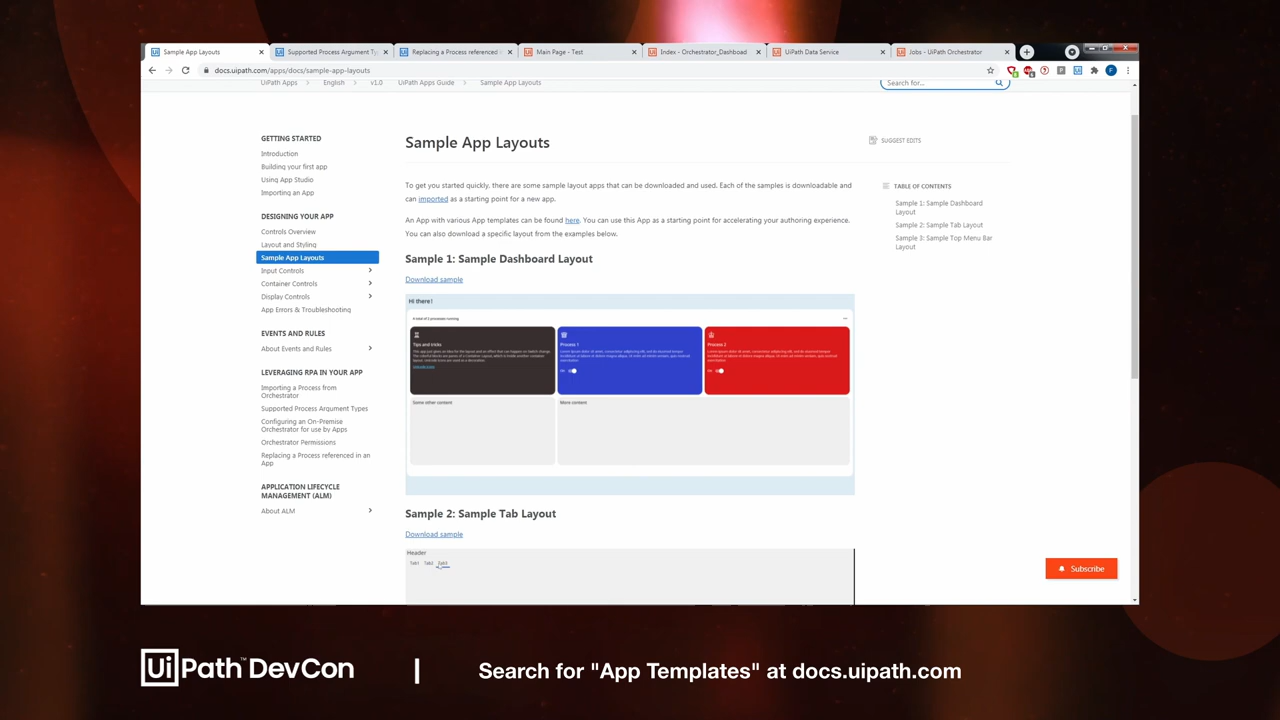 Sample App Layouts
Supported Process Argument Ty
Replacing a Process referenced
Main Page - Test
Index - Orchestrator_Dashboad
UiPath Data Service
Jobs - UiPath Orchestrator
docs.uipath.com/apps/docs/sample-app-layouts
UiPath Apps
English
v1.0
UiPath Apps Guide
Sample App Layouts
Search for...
GETTING STARTED
Introduction
Building your first app
Using App Studio
Importing an App
DESIGNING YOUR APP
Controls Overview
Layout and Styling
Sample App Layouts
Input Controls
Container Controls
Display Controls
App Errors & Troubleshooting
EVENTS AND RULES
About Events and Rules
LEVERAGING RPA IN YOUR APP
Importing a Process from
Orchestrator
Supported Process Argument Types
Configuring an On-Premise
Orchestrator for use by Apps
Orchestrator Permissions
Replacing a Process referenced in an
App
APPLICATION LIFECYCLE
MANAGEMENT (ALM)
About ALM
Sample App Layouts
SUGGEST EDITS
To get you started quickly, there are some sample layout apps that can be downloaded and used. Each of the samples is downloadable and
can imported as a starting point for a new app.
An App with various App templates can be found here. You can use this App as a starting point for accelerating your authoring experience.
You can also download a specific layout from the examples below.
TABLE OF CONTENTS
Sample 1: Sample Dashboard
Layout
Sample 2: Sample Tab Layout
Sample 3: Sample Top Menu Bar
Layout
Sample 1: Sample Dashboard Layout
Download sample
Hi there!
A total of 2 processes running
Tips and tricks
Process 1
Process 2
Some other content
More content
Sample 2: Sample Tab Layout
Download sample
Header
Tab1 Tab2 Tab3
Subscribe
UiPath™ DevCon | Search for "App Templates" at docs.uipath.com